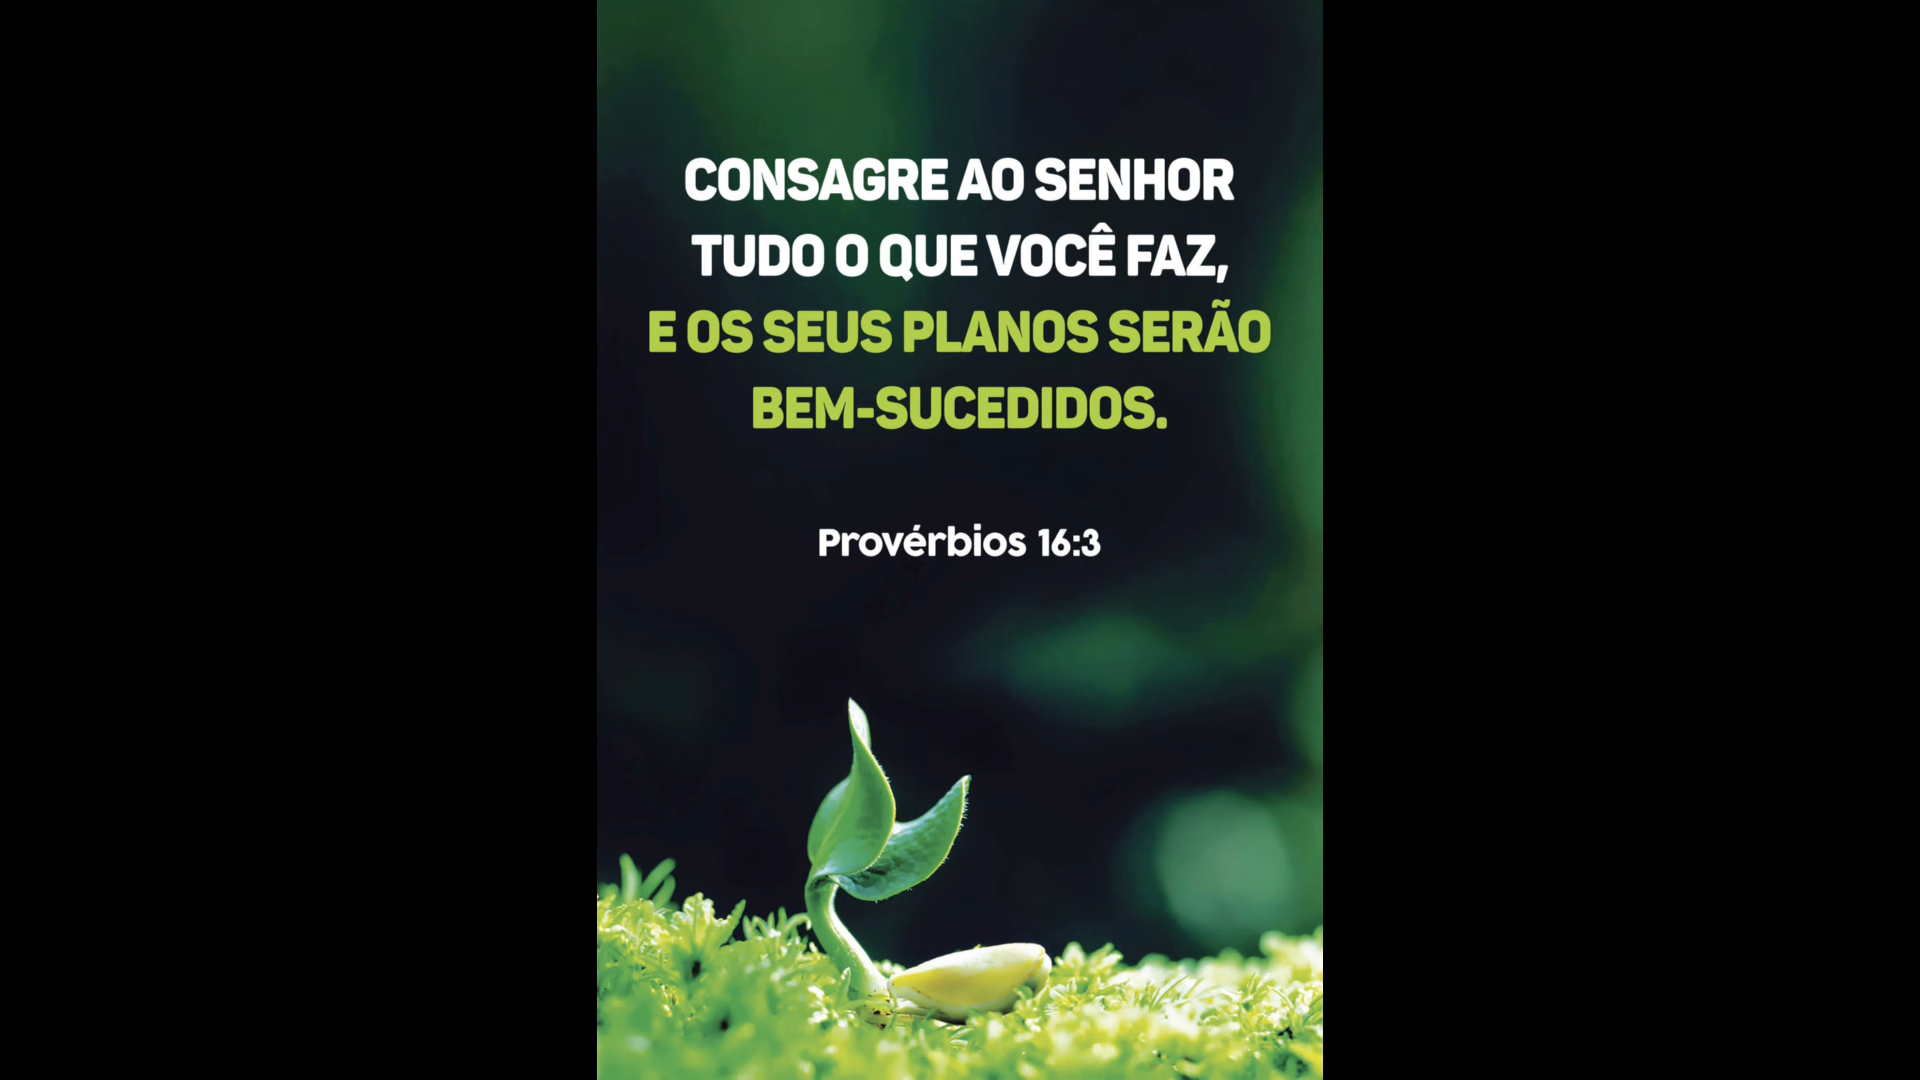 CONSAGRE AO SENHOR
TUDO O QUE VOCÊ FAZ,
E OS SEUS PLANOS SERÃO
BEM-SUCEDIDOS.
Provérbios 16:3